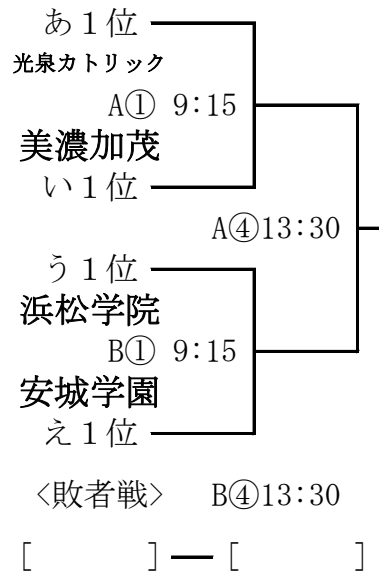 あ１位
光泉カトリック
A① 9:15
美濃加茂
い１位
A④13:30
う１位
浜松学院
B① 9:15
安城学園
え１位
<敗者戦> B④13:30
[ ] ― [ ]